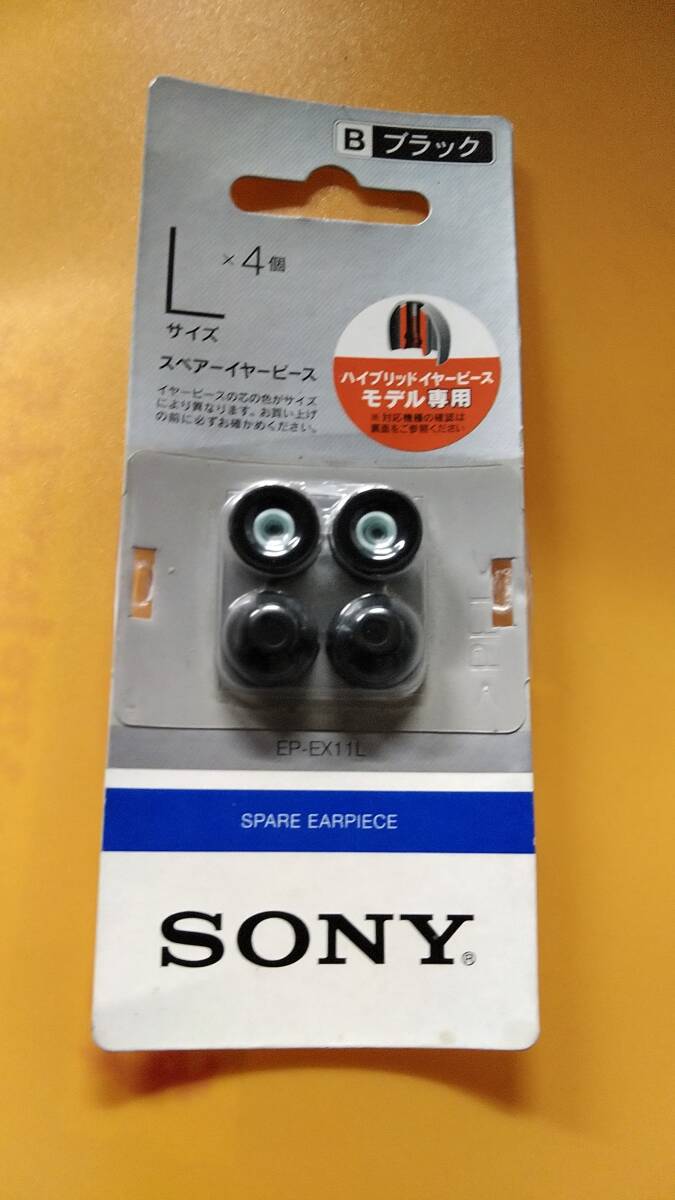 B ブラック
L ×4個
サイズ
スペアーイヤーピース
イヤーピースの芯の色がサイズ
により異なります。お買い上げ
の前に必ずお確かめください。
ハイブリッドイヤーピース
モデル専用
※対応機種の確認は
裏面をご参照ください
EP-EX11L
SPARE EARPIECE
SONY®